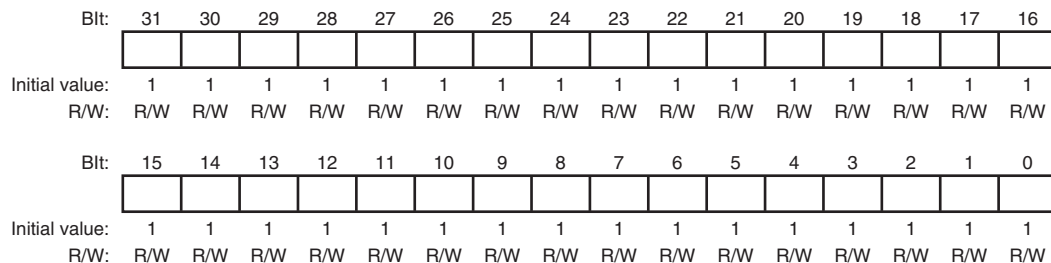 BIt: 31 30 29 28 27 26 25 24 23 22 21 20 19 18 17 16
Initial value: 1 1 1 1 1 1 1 1 1 1 1 1 1 1 1 1
R/W: R/W R/W R/W R/W R/W R/W R/W R/W R/W R/W R/W R/W R/W R/W R/W R/W
BIt: 15 14 13 12 11 10 9 8 7 6 5 4 3 2 1 0
Initial value: 1 1 1 1 1 1 1 1 1 1 1 1 1 1 1 1
R/W: R/W R/W R/W R/W R/W R/W R/W R/W R/W R/W R/W R/W R/W R/W R/W R/W